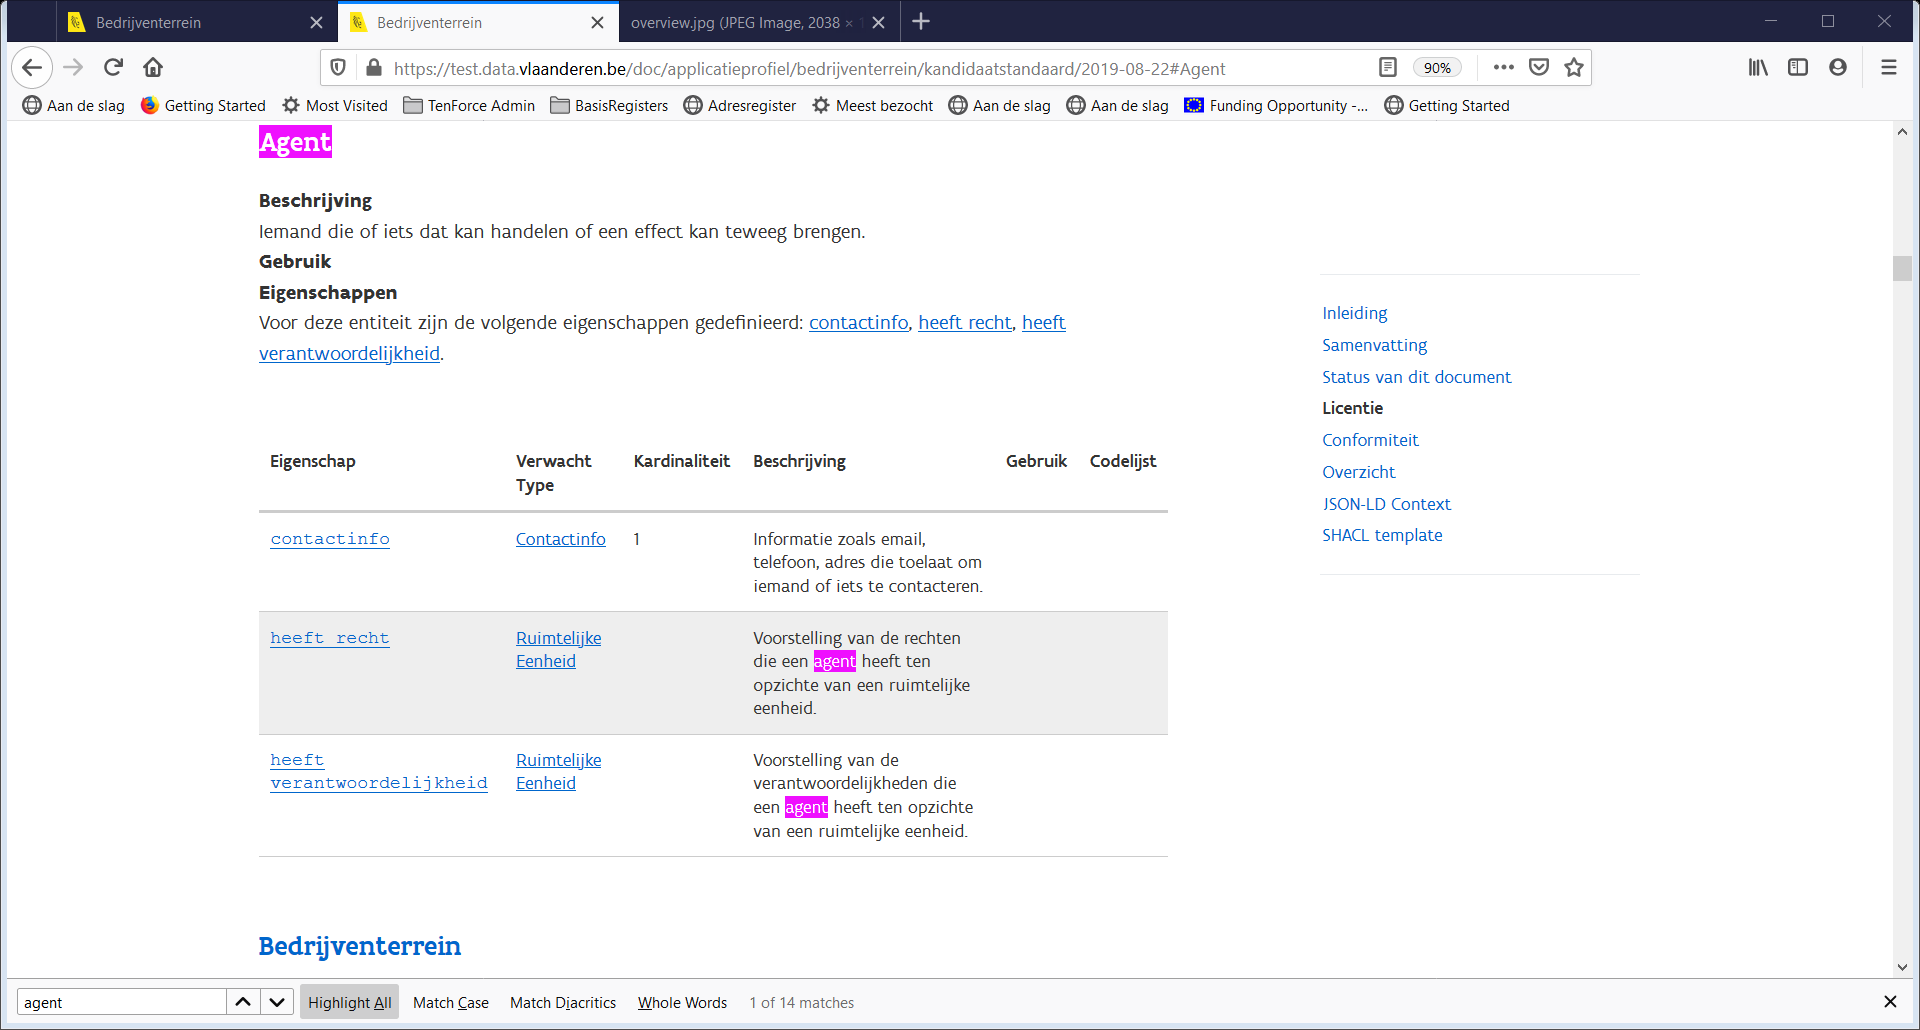 Bedrijventerrein
Bedrijventerrein
overview.jpg (JPEG Image, 2038 ×
https://test.data.vlaanderen.be/doc/applicatieprofiel/bedrijventerrein/kandidaatstandaard/2019-08-22#Agent
90%
Aan de slag
Getting Started
Most Visited
TenForce Admin
BasisRegisters
Adresregister
Meest bezocht
Aan de slag
Aan de slag
Funding Opportunity -...
Getting Started
Agent
Beschrijving
Iemand die of iets dat kan handelen of een effect kan teweeg brengen.
Gebruik
Eigenschappen
Voor deze entiteit zijn de volgende eigenschappen gedefinieerd: contactinfo, heeft recht, heeft
verantwoordelijkheid.
Eigenschap
Verwacht
Type
Kardinaliteit
Beschrijving
Gebruik
Codelijst
contactinfo
Contactinfo
1
Informatie zoals email,
telefoon, adres die toelaat om
iemand of iets te contacteren.
heeft recht
Ruimtelijke
Eenheid
Voorstelling van de rechten
die een agent heeft ten
opzichte van een ruimtelijke
eenheid.
heeft
verantwoordelijkheid
Ruimtelijke
Eenheid
Voorstelling van de
verantwoordelijkheden die
een agent heeft ten opzichte
van een ruimtelijke eenheid.
Bedrijventerrein
Inleiding
Samenvatting
Status van dit document
Licentie
Conformiteit
Overzicht
JSON-LD Context
SHACL template
agent
Highlight All
Match Case
Match Diacritics
Whole Words
1 of 14 matches